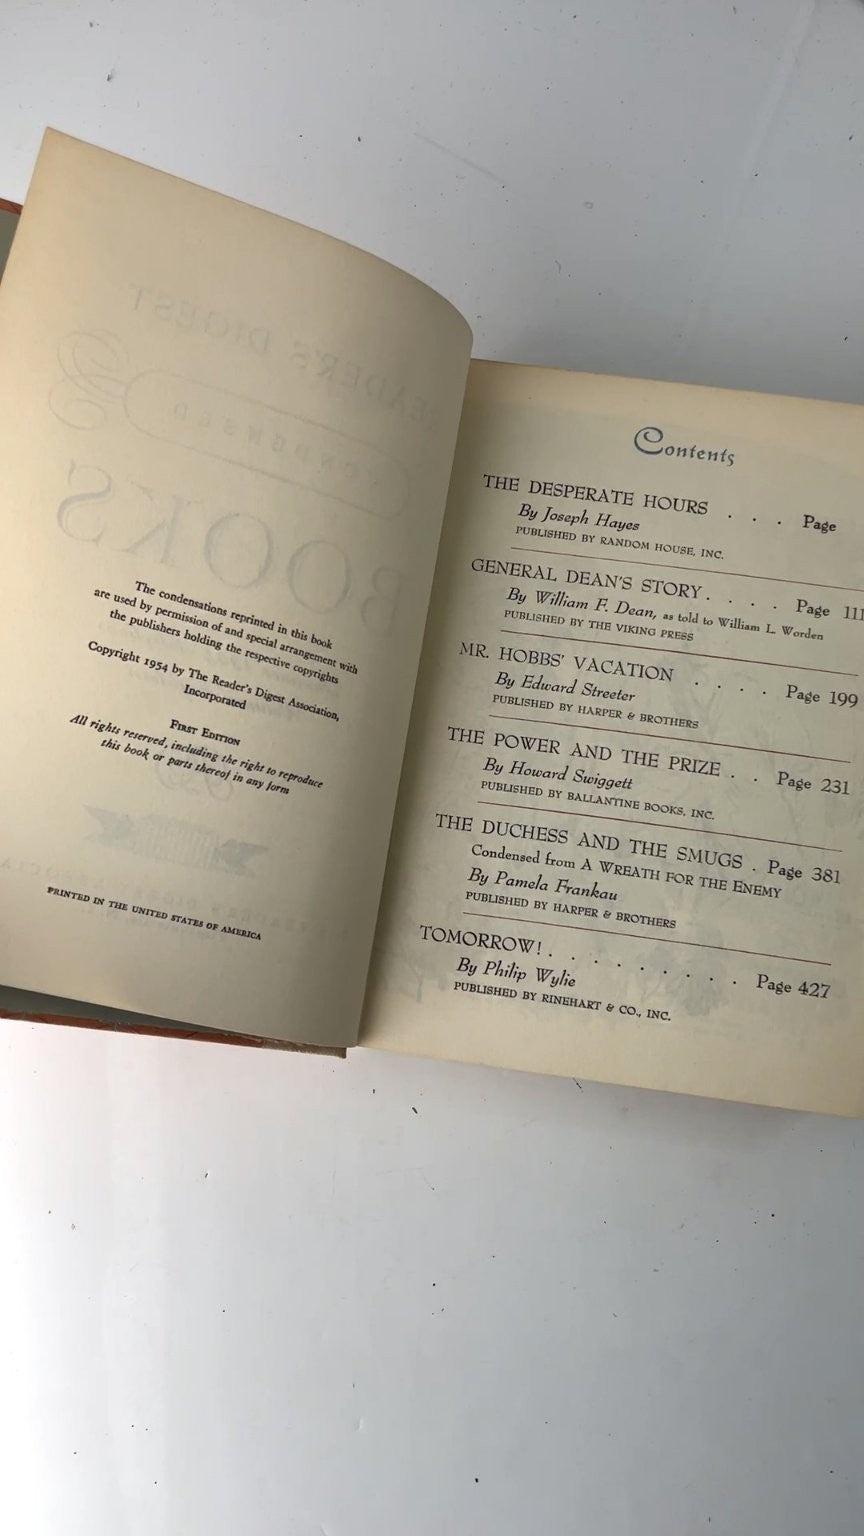 The condensations reprinted in this book
are used by permission of and special arrangement with
the publishers holding the respective copyrights
Copyright 1954 by The Reader's Digest Association,
Incorporated
First Edition
All rights reserved, including the right to reproduce
this book or parts thereof in any form
PRINTED IN THE UNITED STATES OF AMERICA
Contents
THE DESPERATE HOURS . . . Page
By Joseph Hayes
PUBLISHED BY RANDOM HOUSE, INC.
GENERAL DEAN'S STORY . . . . Page 111
By William F. Dean, as told to William L. Worden
PUBLISHED BY THE VIKING PRESS
MR. HOBBS' VACATION . . . . Page 199
By Edward Streeter
PUBLISHED BY HARPER & BROTHERS
THE POWER AND THE PRIZE . . Page 231
By Howard Swiggett
PUBLISHED BY BALLANTINE BOOKS, INC.
THE DUCHESS AND THE SMUGS . Page 381
Condensed from A WREATH FOR THE ENEMY
By Pamela Frankau
PUBLISHED BY HARPER & BROTHERS
TOMORROW! . . . . . . . . . Page 427
By Philip Wylie
PUBLISHED BY RINEHART & CO., INC.